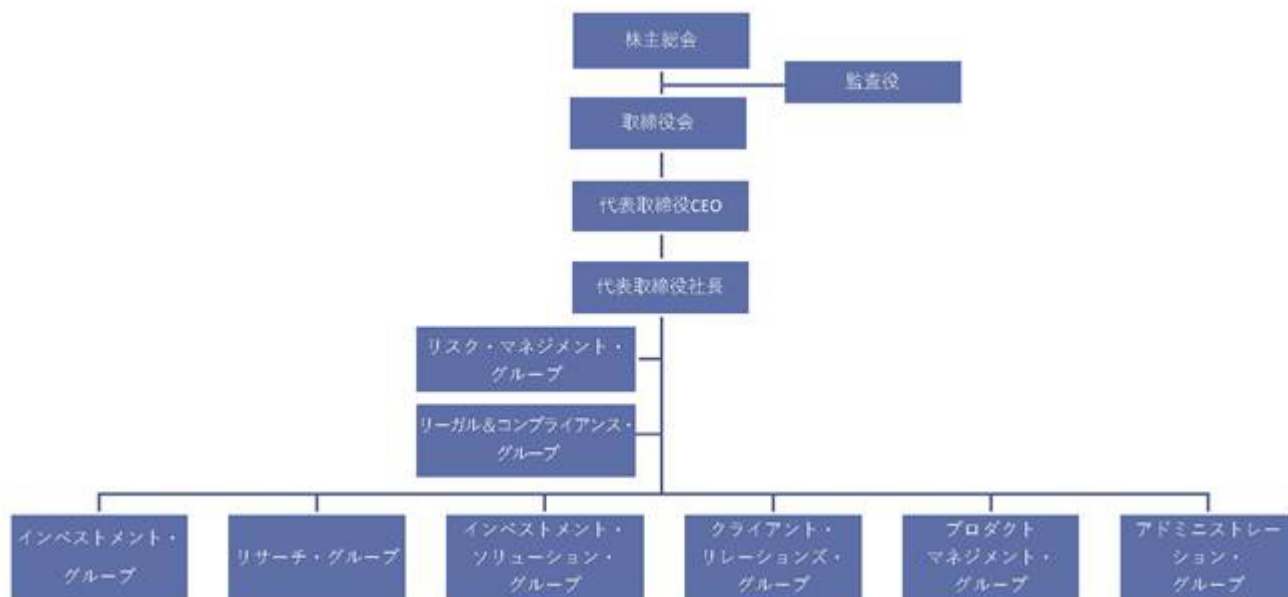 株主総会
監査役
取締役会
代表取締役CEO
代表取締役社長
リスク・マネジメント・
グループ
リーガル&コンプライアンス・
グループ
インベストメント・
グループ
リサーチ・グループ
インベストメント・
ソリューション・
グループ
クライアント・
リレーションズ・
グループ
プロダクト
マネジメント・
グループ
アドミニストレー
ション・
グループ